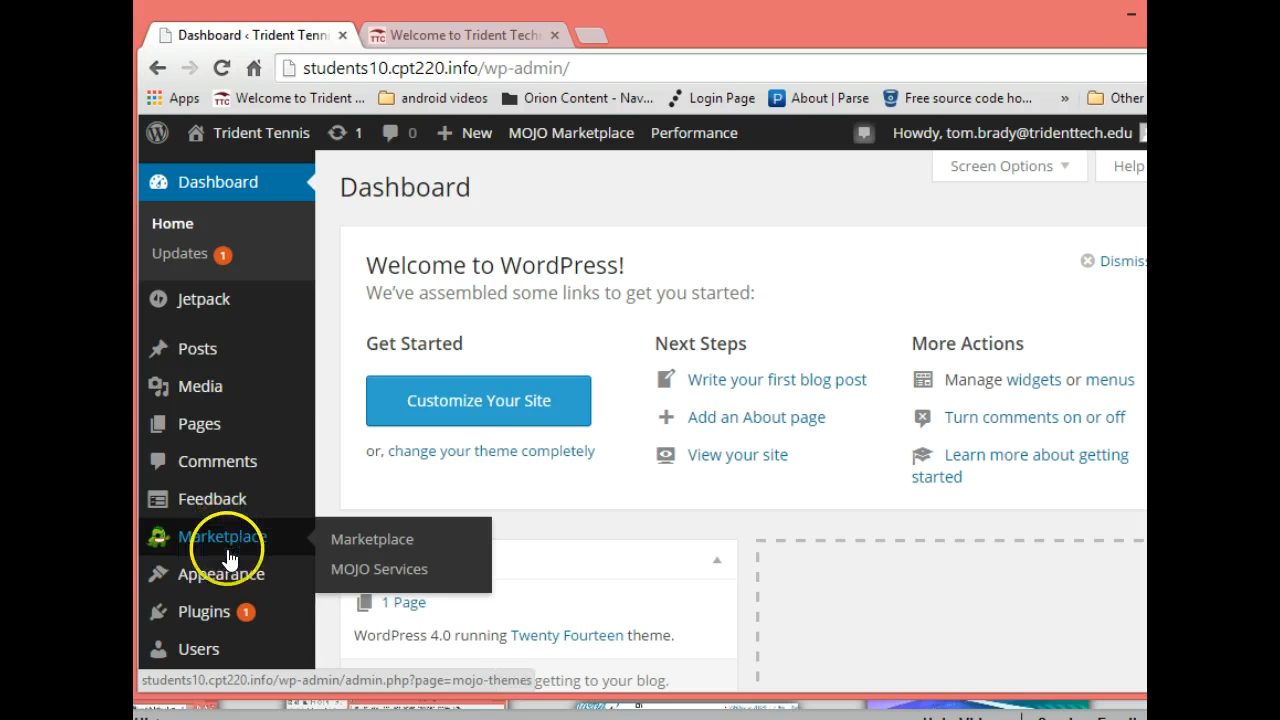 Dashboard ‹ Trident Tenni
Welcome to Trident Tech
students10.cpt220.info/wp-admin/
Apps Welcome to Trident ... android videos Orion Content - Nav... Login Page About | Parse Free source code ho... » Other
Trident Tennis 1 0 New MOJO Marketplace Performance Howdy, tom.brady@tridenttech.edu
Screen Options Help
Dashboard
Home
Updates 1
Jetpack
Posts
Media
Pages
Comments
Feedback
Marketplace
Appearance
Plugins 1
Users
Marketplace
MOJO Services
Dashboard
Welcome to WordPress!
We've assembled some links to get you started:
Dismiss
Get Started
Customize Your Site
or, change your theme completely
Next Steps
Write your first blog post
Add an About page
View your site
More Actions
Manage widgets or menus
Turn comments on or off
Learn more about getting
started
1 Page
WordPress 4.0 running Twenty Fourteen theme.
getting to your blog.
students10.cpt220.info/wp-admin/admin.php?page=mojo-themes